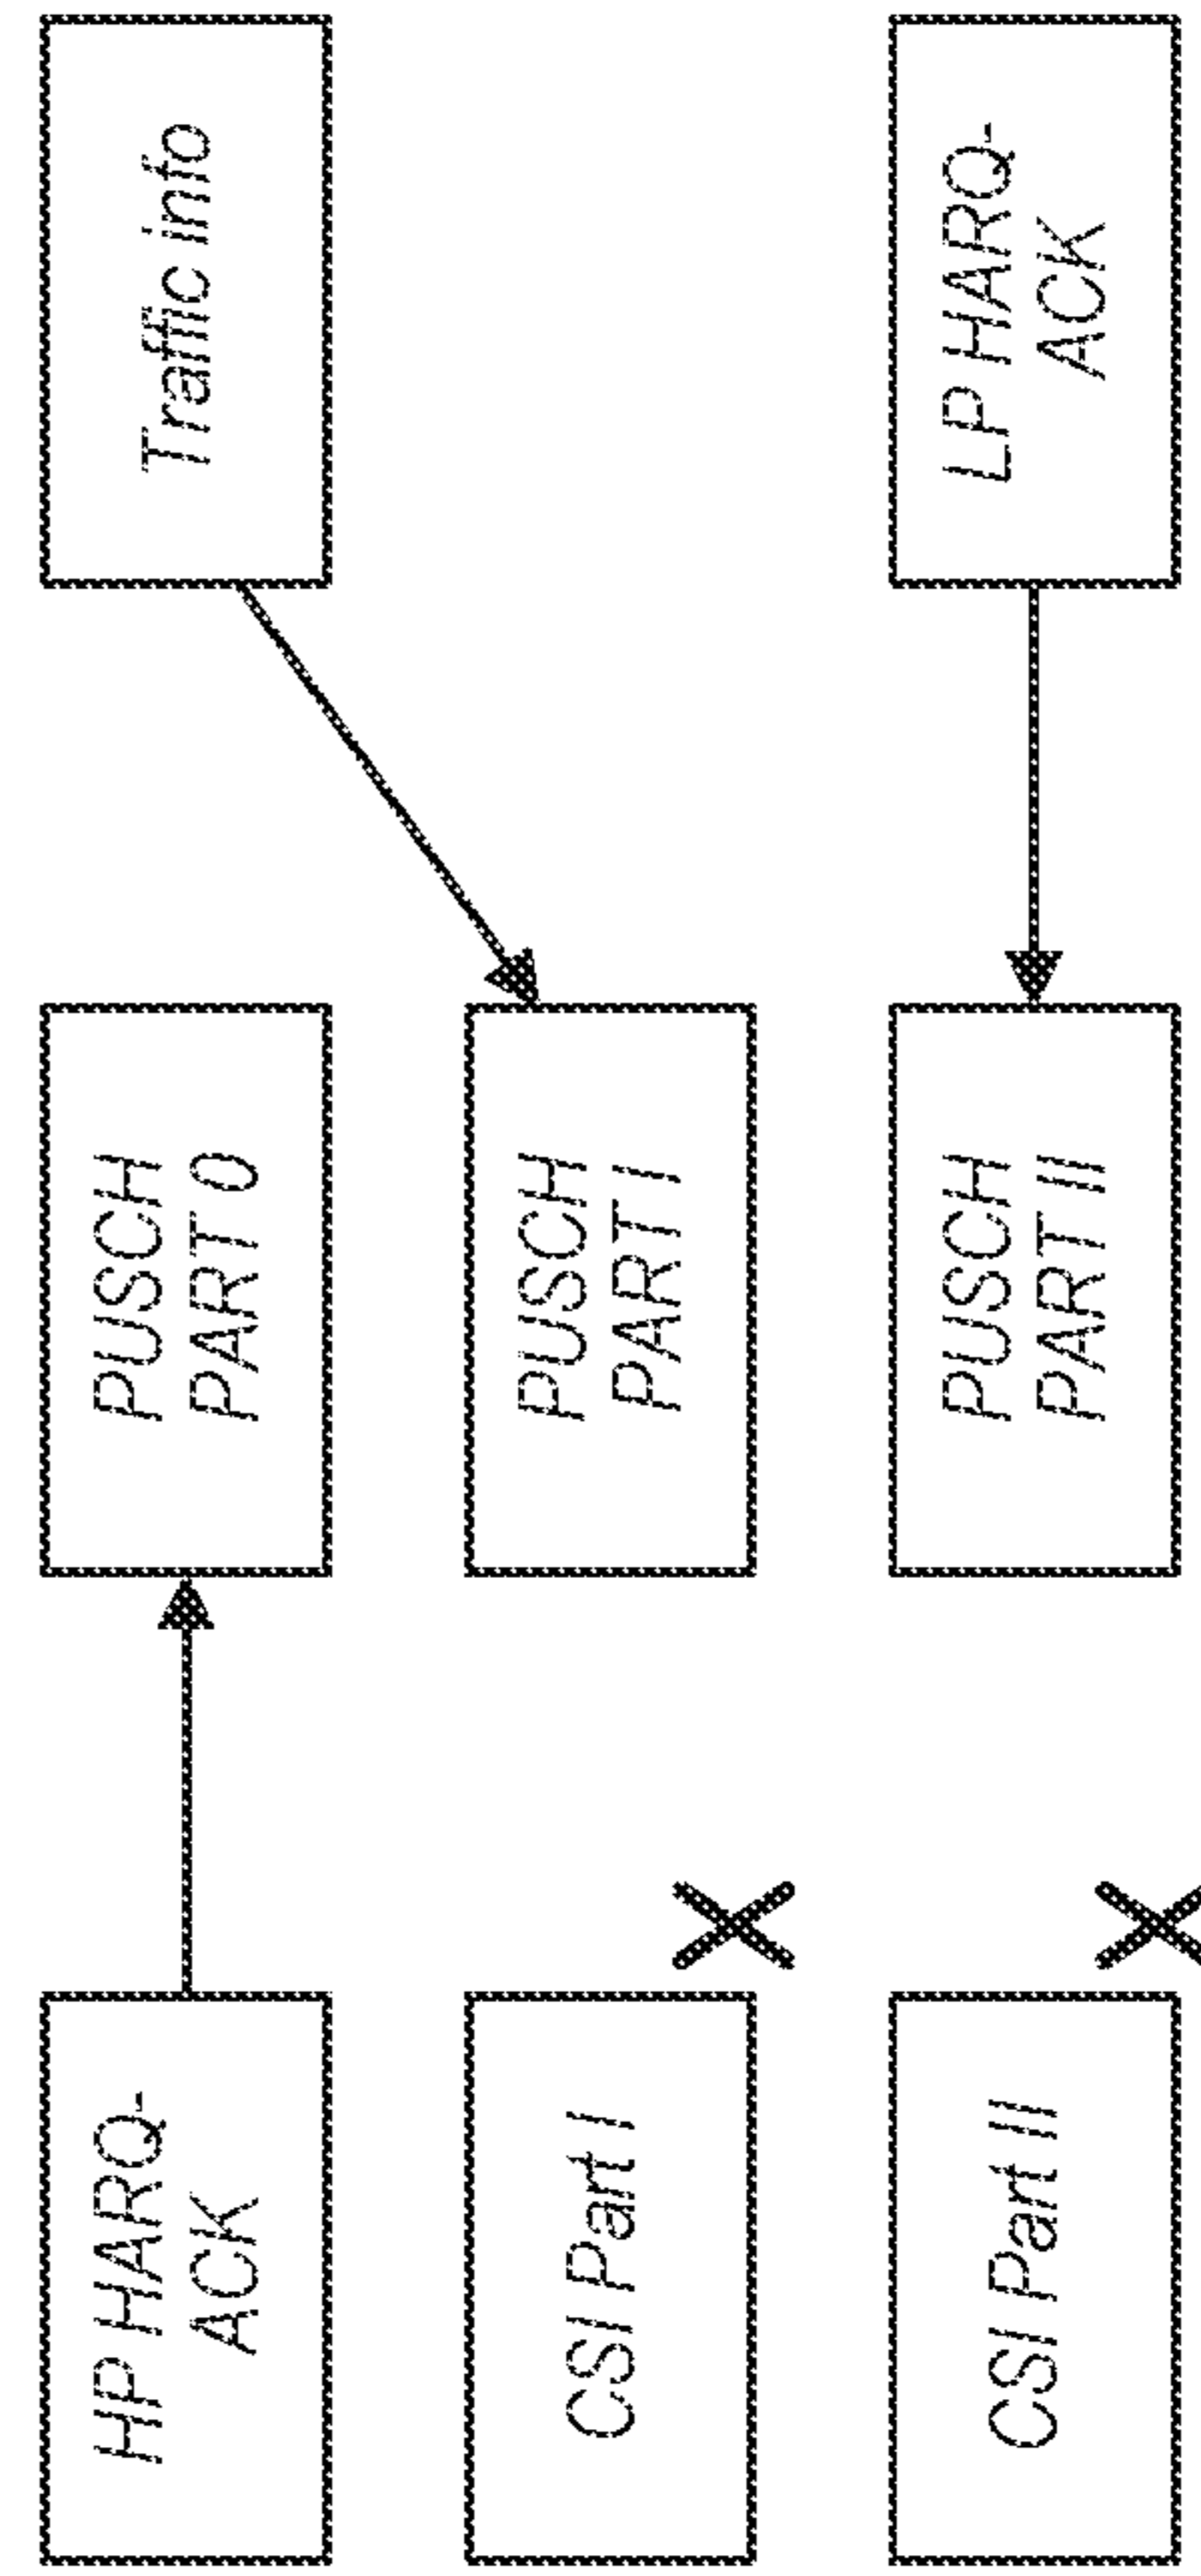 HP HARQ-
ACK
PUSCH
PART 0
Traffic info
CSI Part I
PUSCH
PART I
CSI Part II
PUSCH
PART II
LP HARQ-
ACK